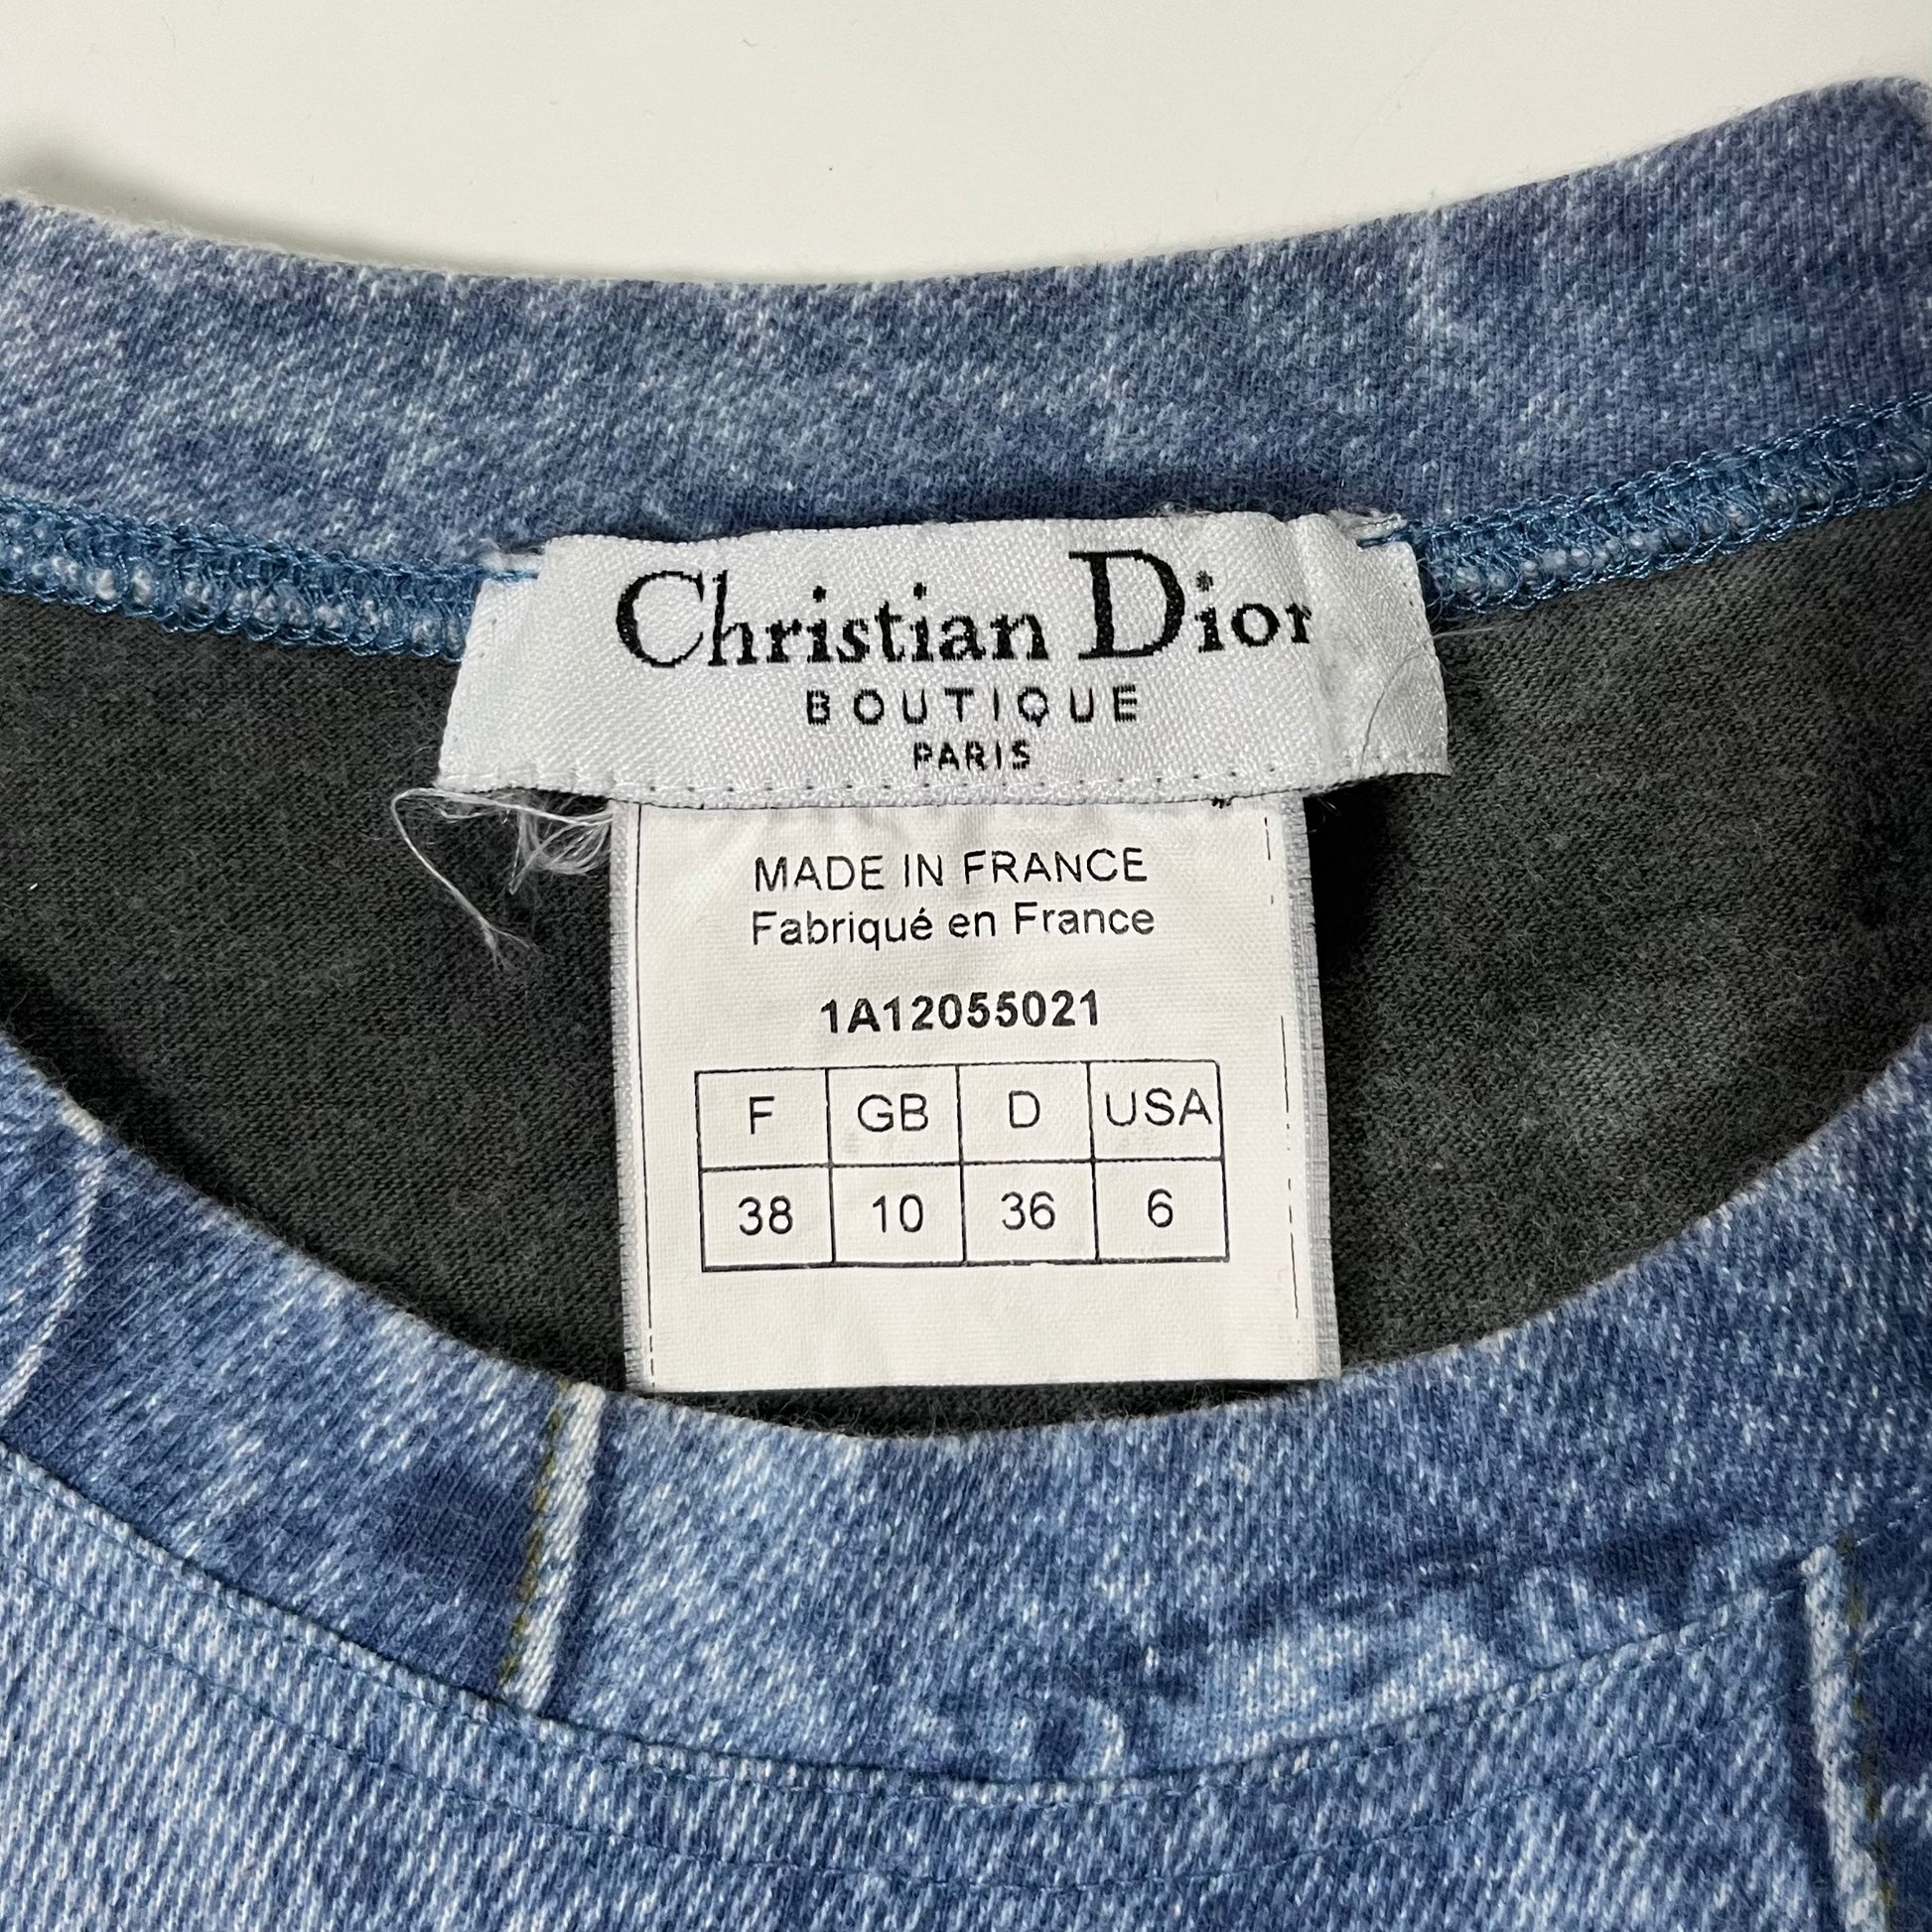 Christian Dior
BOUTIQUE
PARIS
MADE IN FRANCE
Fabriqué en France
1A12055021
F GB D USA
38 10 36 6